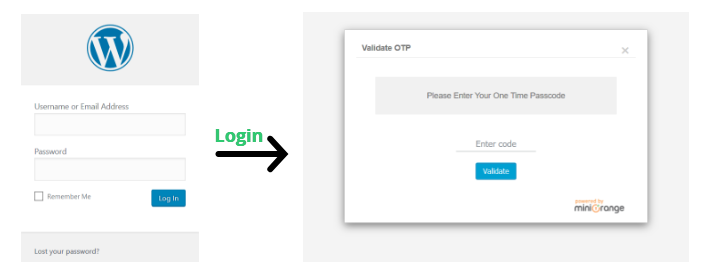 Username or Email Address
Password
Remember Me
Log In
Lost your password?
Login
Validate OTP
×
Please Enter Your One Time Passcode
Enter code
Validate
powered by
miniOrange